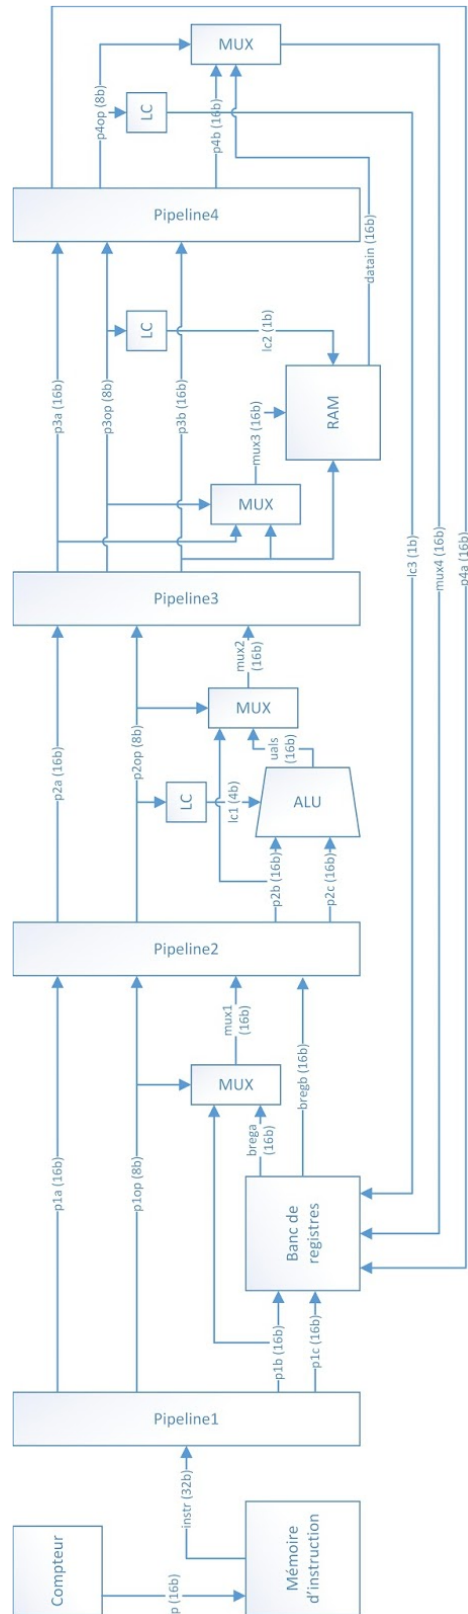 MUX
p4op (8b)
LC
p4b (16b)
Pipeline4
datain (16b)
p3a (16b)
p3op (8b)
LC
p3b (16b)
lc2 (1b)
RAM
mux3 (16b)
MUX
lc3 (1b)
mux4 (16b)
p4a (16b)
Pipeline3
mux2
(16b)
MUX
p2a (16b)
p2op (8b)
uals
(16b)
LC
lc1 (4b)
ALU
p2b (16b)
p2c (16b)
Pipeline2
mux1
(16b)
MUX
bregb (16b)
p1a (16b)
p1op (8b)
brega
(16b)
Banc de
registres
p1b (16b)
p1c (16b)
Pipeline1
instr (32b)
Compteur
p (16b)
Mémoire
d'instruction